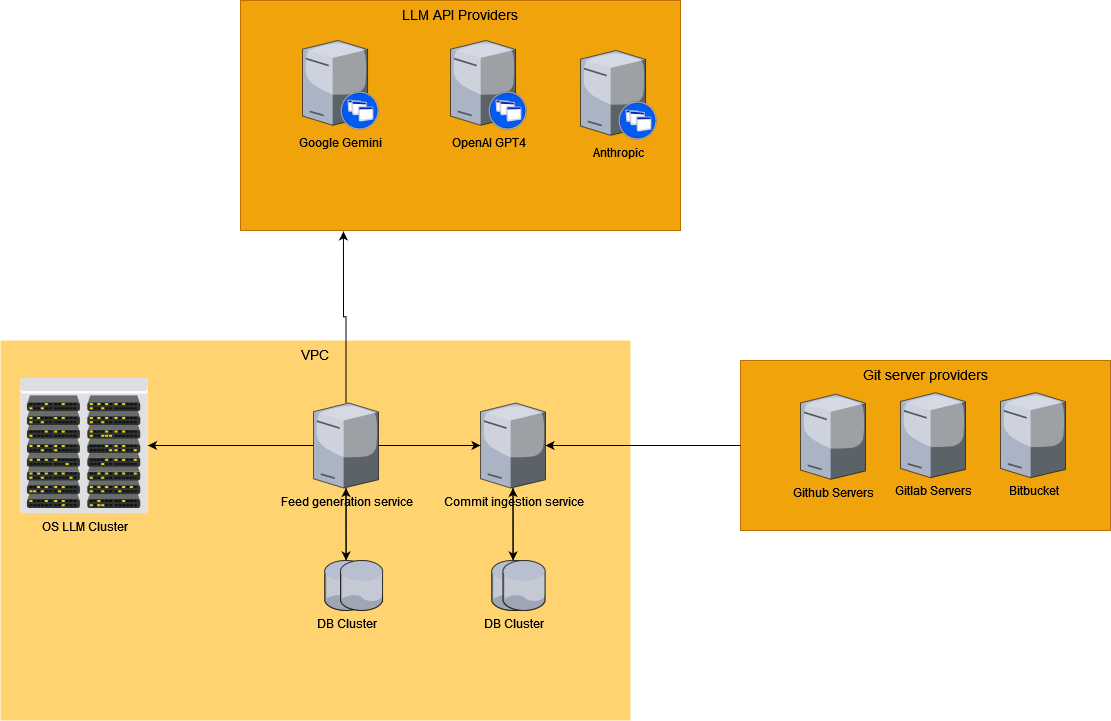 LLM API Providers
Google Gemini
OpenAI GPT4
Anthropic
VPC
Git server providers
Github Servers
Gitlab Servers
Bitbucket
Feed generation service
Commit ingestion service
OS LLM Cluster
DB Cluster
DB Cluster